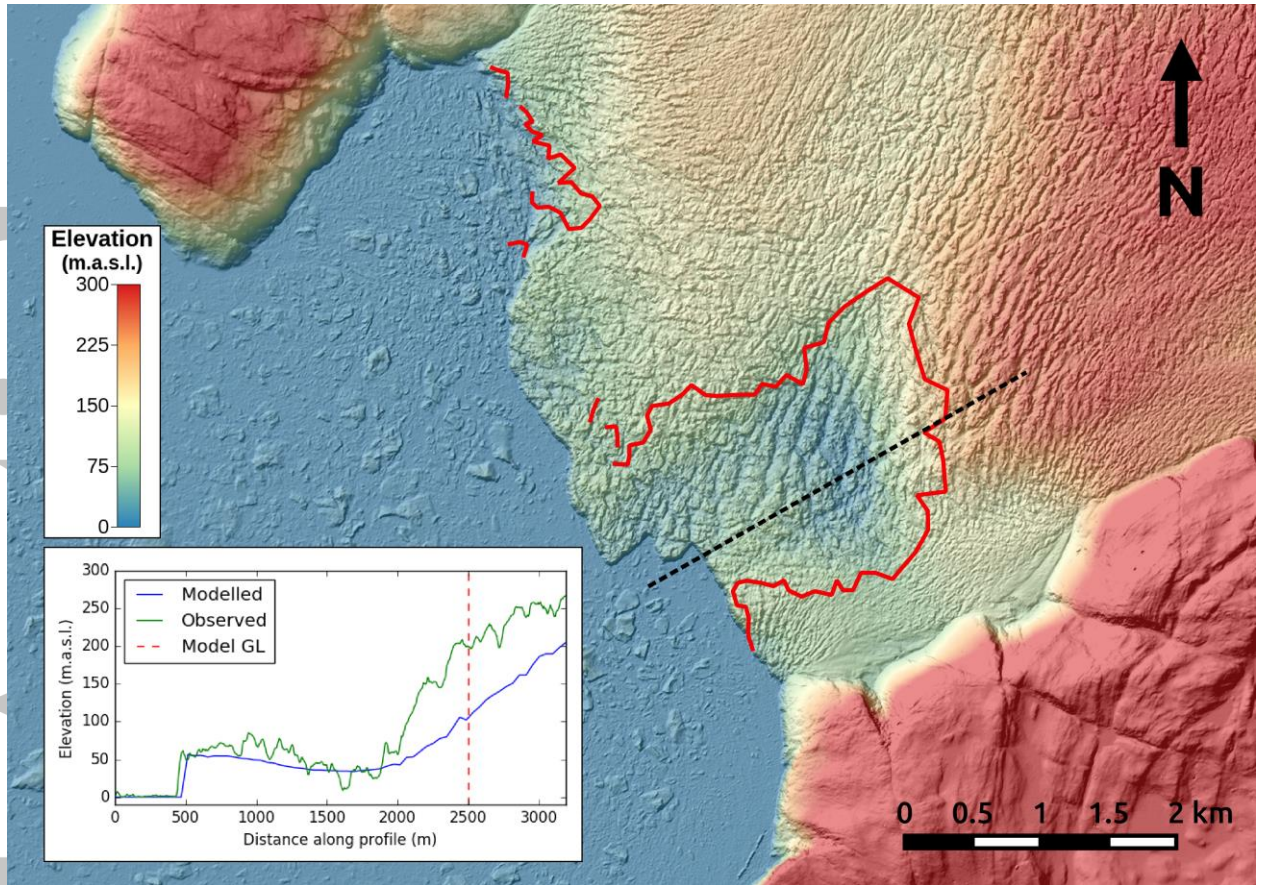 N
Elevation
(m.a.s.l.)
300
225
150
75
0
300
250
200
150
100
50
0
Elevation (m.a.s.l.)
Modelled
Observed
Model GL
0 500 1000 1500 2000 2500 3000
Distance along profile (m)
0 0.5 1 1.5 2 km